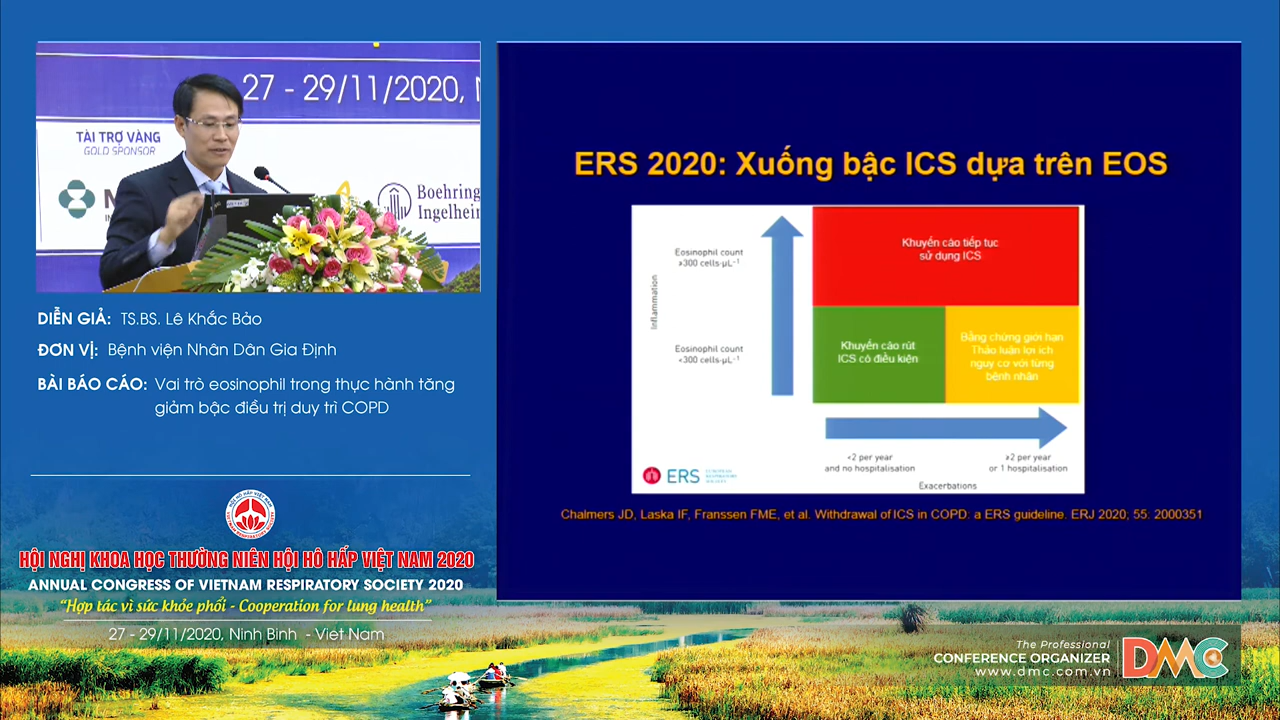 27 - 29/11/2020, N
TÀI TRỢ VÀNG
GOLD SPONSOR
Boehring
Ingelheim
DIỄN GIẢ: TS.BS. Lê Khắc Bảo
ĐƠN VỊ: Bệnh viện Nhân Dân Gia Định
BÀI BÁO CÁO: Vai trò eosinophil trong thực hành tăng
giảm bậc điều trị duy trì COPD
HỘI HÔ HẤP VIỆT NAM
HỘI NGHỊ KHOA HỌC THƯỜNG NIÊN HỘI HÔ HẤP VIỆT NAM 2020
ANNUAL CONGRESS OF VIETNAM RESPIRATORY SOCIETY 2020
“Hợp tác vì sức khỏe phổi - Cooperation for lung health”
27 - 29/11/2020, Ninh Bình - Viet Nam
ERS 2020: Xuống bậc ICS dựa trên EOS
Eosinophil count
≥300 cells·µL⁻¹
Khuyến cáo tiếp tục
sử dụng ICS
Inflammation
Eosinophil count
<300 cells·µL⁻¹
Khuyến cáo rút
ICS có điều kiện
Bằng chứng giới hạn
Thảo luận lợi ích
nguy cơ với từng
bệnh nhân
<2 per year
and no hospitalisation
≥2 per year
or 1 hospitalisation
Exacerbations
ERS
EUROPEAN
RESPIRATORY
SOCIETY
Chalmers JD, Laska IF, Franssen FME, et al. Withdrawal of ICS in COPD: a ERS guideline. ERJ 2020, 55: 2000351
The Professional
CONFERENCE ORGANIZER
www.dmc.com.vn
DMC